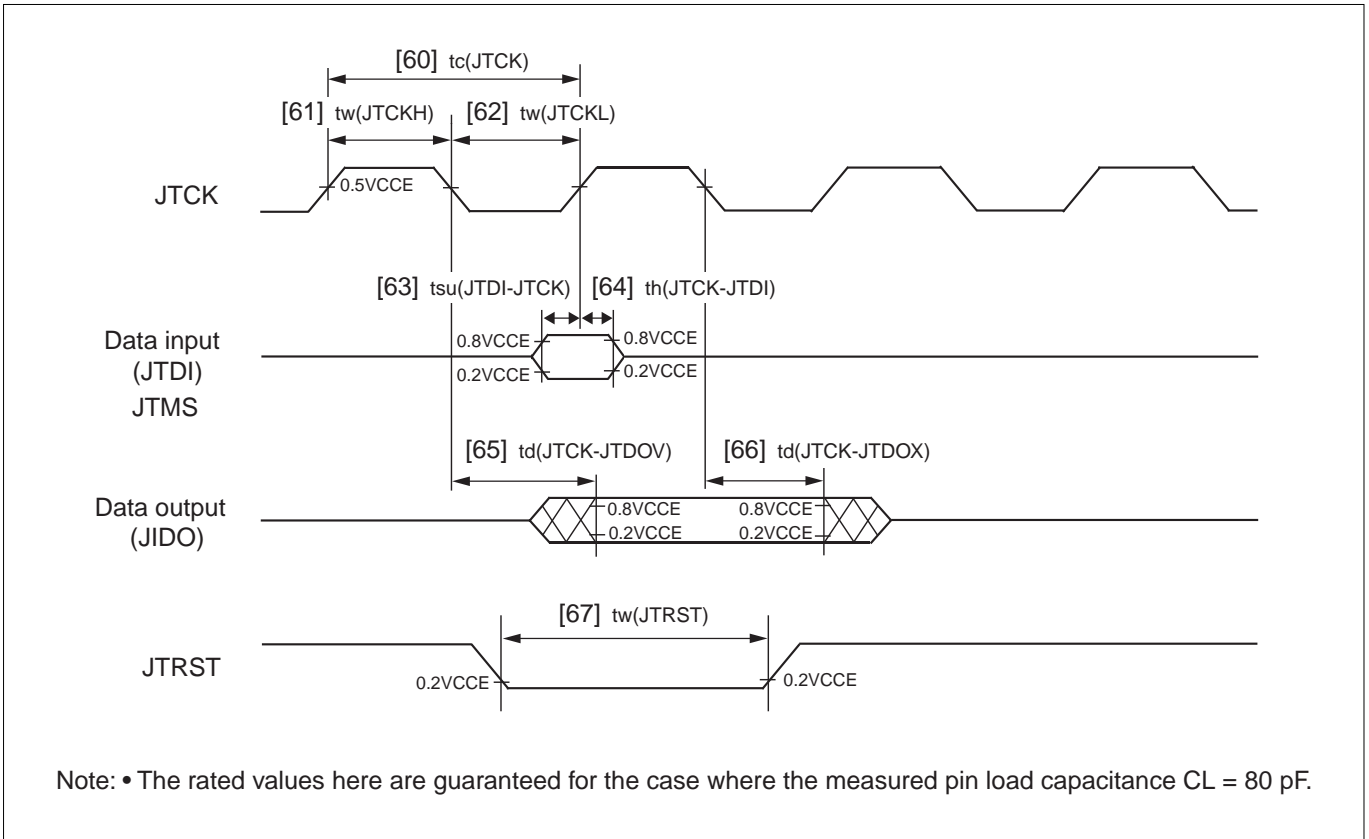 [60] tc(JTCK)
[61] tw(JTCKH) [62] tw(JTCKL)
0.5VCCE
JTCK
[63] tsu(JTDI-JTCK) [64] th(JTCK-JTDI)
Data input
(JTDI)
JTMS
0.8VCCE 0.8VCCE
0.2VCCE 0.2VCCE
[65] td(JTCK-JTDOV) [66] td(JTCK-JTDOX)
Data output
(JIDO)
0.8VCCE 0.8VCCE
0.2VCCE 0.2VCCE
[67] tw(JTRST)
JTRST
0.2VCCE 0.2VCCE
Note: • The rated values here are guaranteed for the case where the measured pin load capacitance CL = 80 pF.